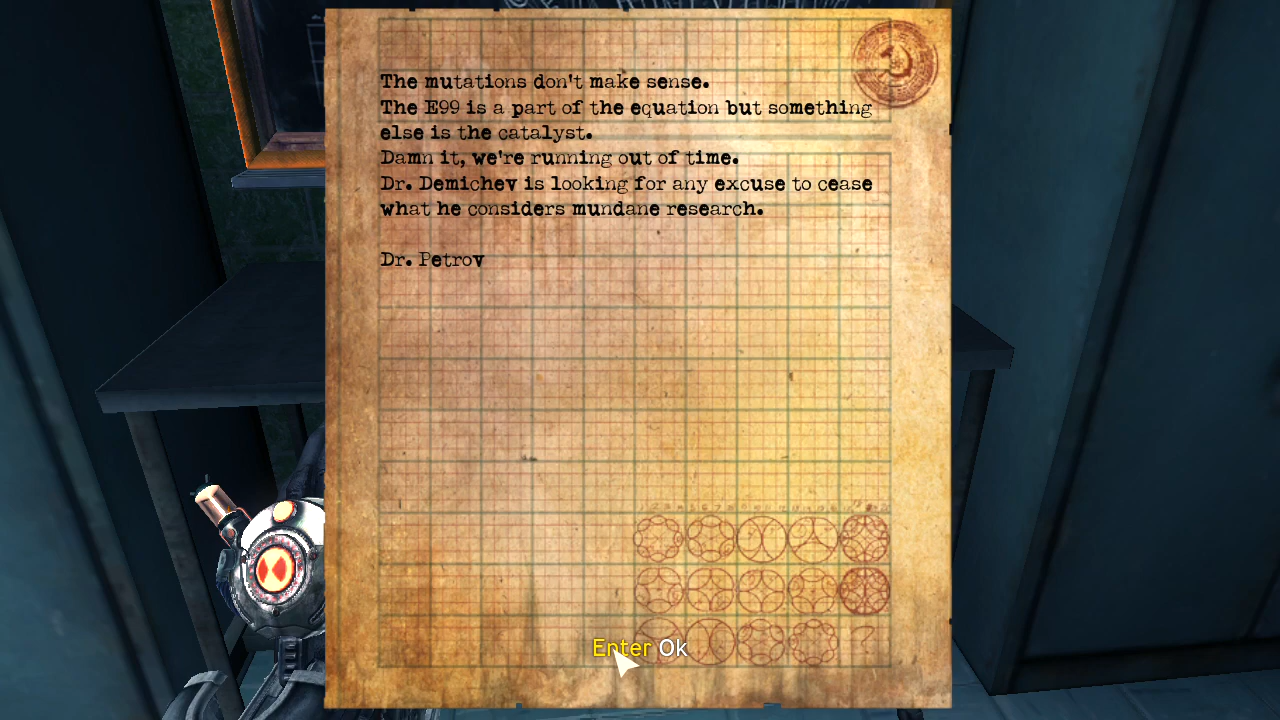 The mutations don't make sense.
The E99 is a part of the equation but something
else is the catalyst.
Damn it, we're running out of time.
Dr. Demichev is looking for any excuse to cease
what he considers mundane research.
Dr. Petrov
?
Enter Ok